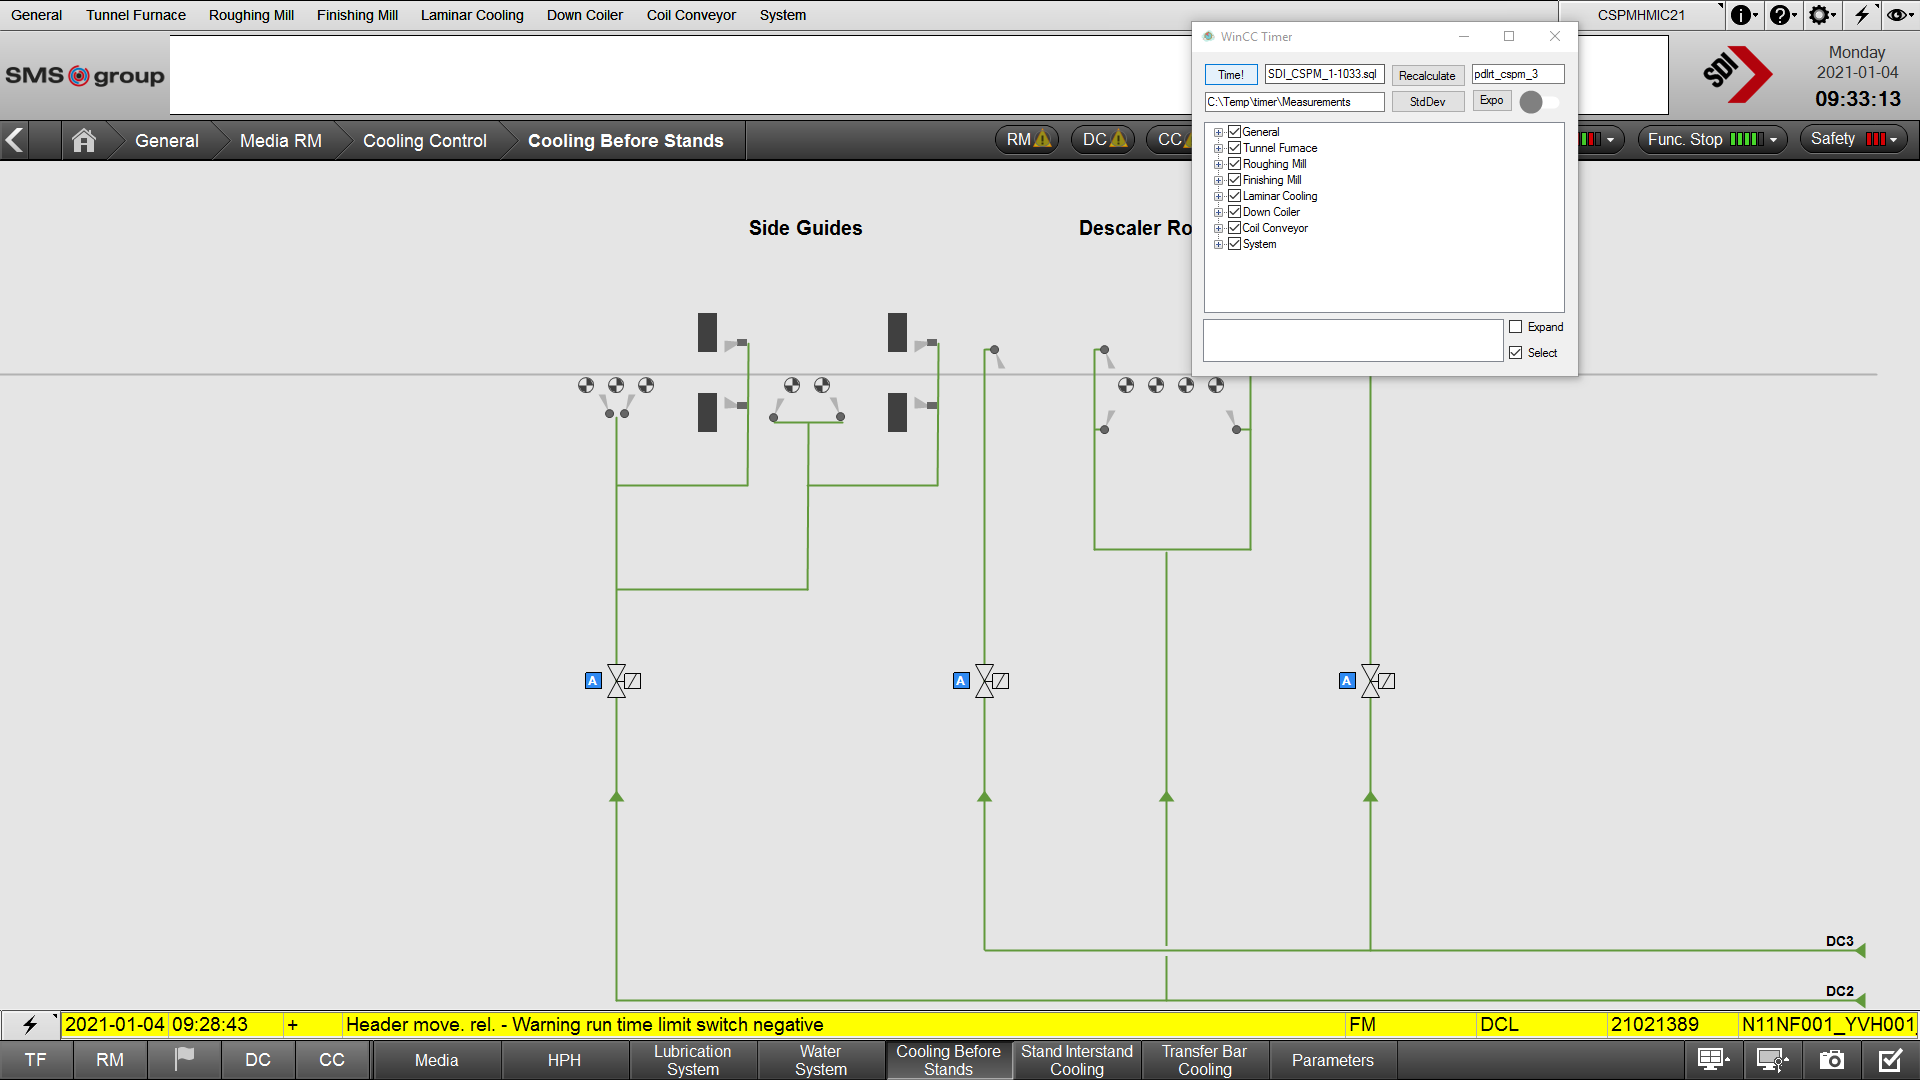 General Tunnel Furnace Roughing Mill Finishing Mill Laminar Cooling Down Coiler Coil Conveyor System CSPMHMIC21
SMS group
WinCC Timer
Time! SDI_CSPM_1-1033.sql Recalculate pdlrt_cspm_3
C:\Temp\timer\Measurements StdDev Expo
General
Tunnel Furnace
Roughing Mill
Finishing Mill
Laminar Cooling
Down Coiler
Coil Conveyor
System
Expand
Select
SDI
Monday
2021-01-04
09:33:13
General Media RM Cooling Control Cooling Before Stands RM DC CC Func. Stop Safety
Side Guides Descaler Ro
A A A
DC3
DC2
2021-01-04 09:28:43 + Header move. rel. - Warning run time limit switch negative FM DCL 21021389 N11NF001_YVH001
TF RM DC CC Media HPH Lubrication System Water System Cooling Before Stands Stand Interstand Cooling Transfer Bar Cooling Parameters